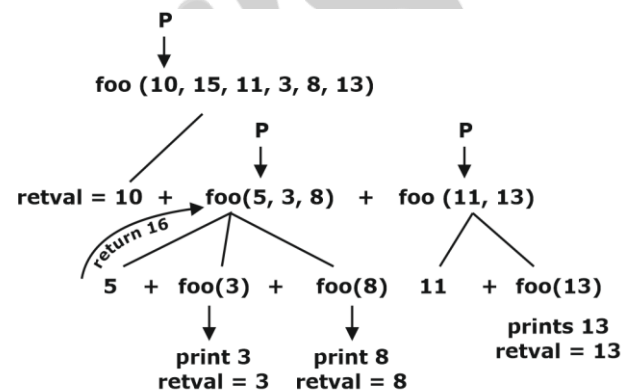 P
foo (10, 15, 11, 3, 8, 13)
P P
retval = 10 + foo(5, 3, 8) + foo (11, 13)
return 16
5 + foo(3) + foo(8) 11 + foo(13)
print 3 print 8 prints 13
retval = 3 retval = 8 retval = 13